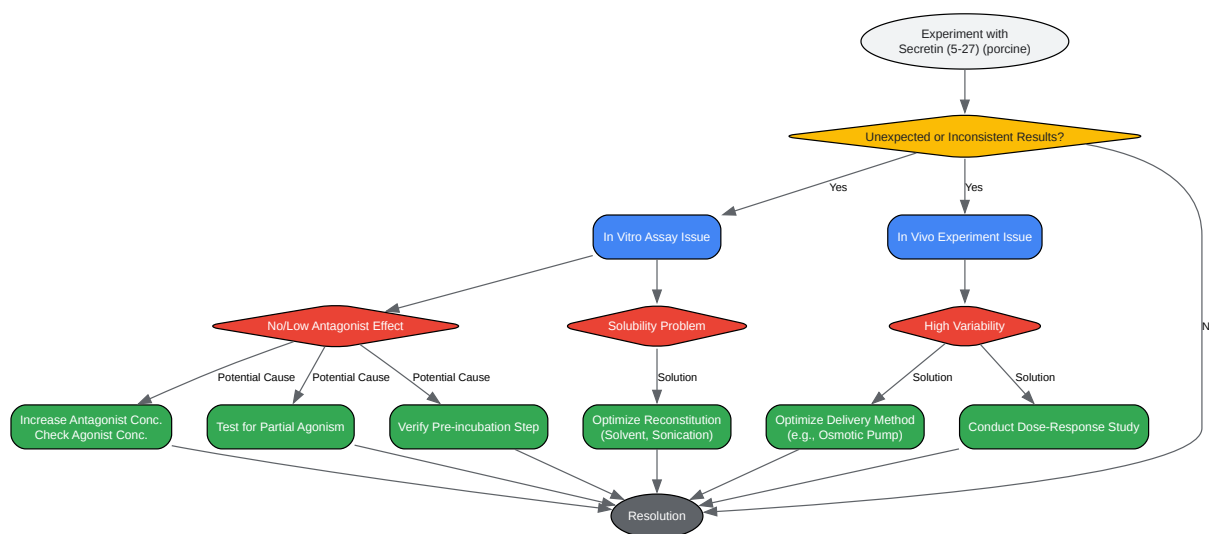 Experiment with
Secretin (5-27) (porcine)
Unexpected or Inconsistent Results?
Yes
Yes
In Vitro Assay Issue
In Vivo Experiment Issue
No/Low Antagonist Effect
Solubility Problem
High Variability
N
Potential Cause
Potential Cause
Potential Cause
Solution
Solution
Solution
Increase Antagonist Conc.
Check Agonist Conc.
Test for Partial Agonism
Verify Pre-incubation Step
Optimize Reconstitution
(Solvent, Sonication)
Optimize Delivery Method
(e.g., Osmotic Pump)
Conduct Dose-Response Study
Resolution